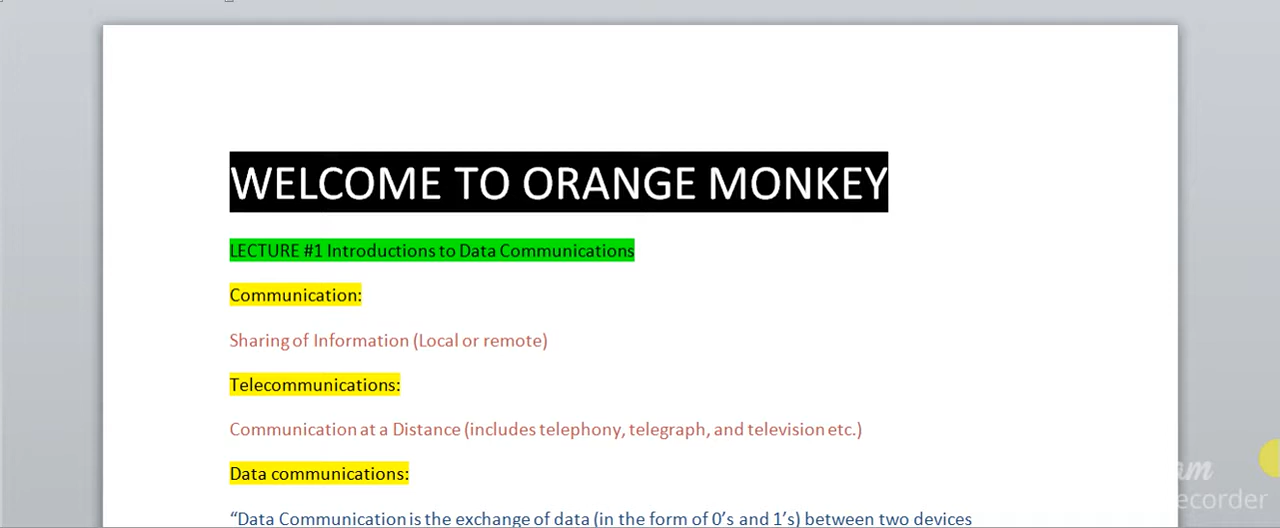 WELCOME TO ORANGE MONKEY
LECTURE #1 Introductions to Data Communications
Communication:
Sharing of Information (Local or remote)
Telecommunications:
Communication at a Distance (includes telephony, telegraph, and television etc.)
Data communications:
“Data Communication is the exchange of data (in the form of 0’s and 1’s) between two devices